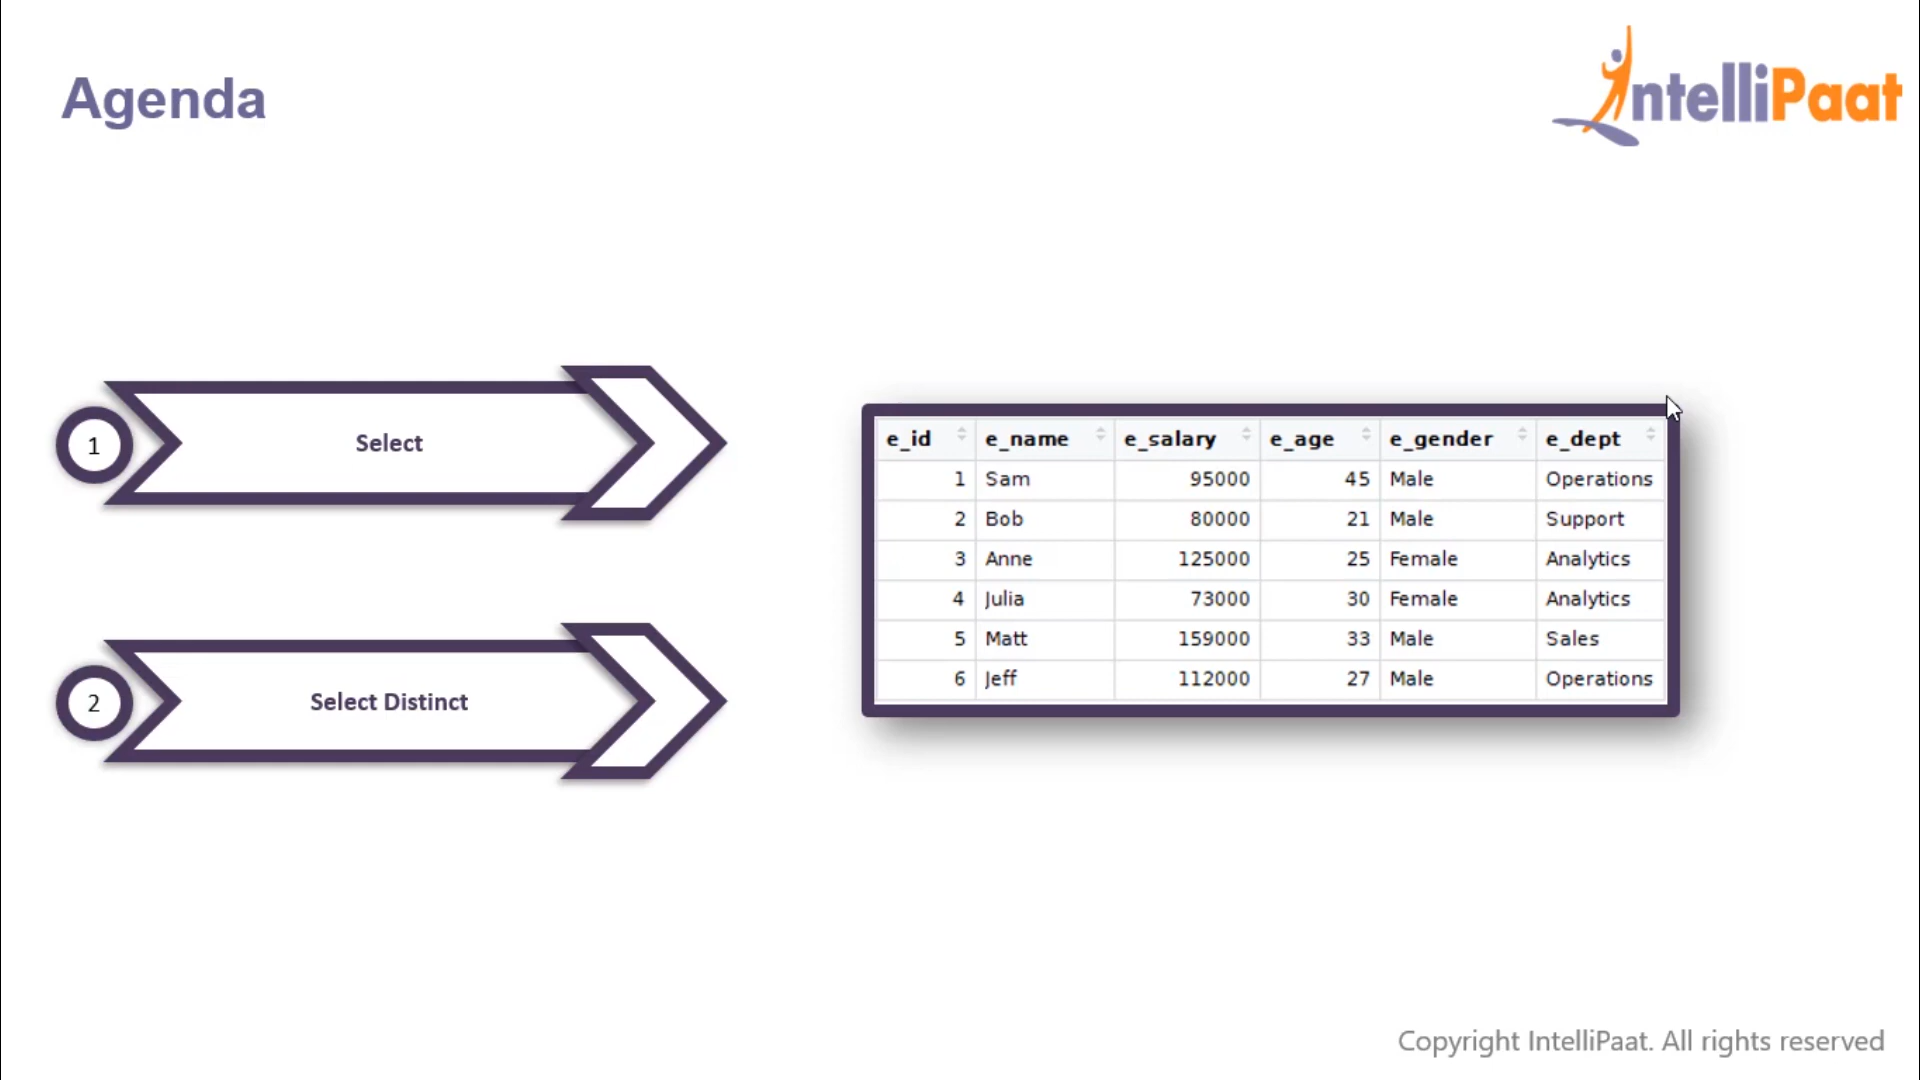 Agenda
IntelliPaat
1
Select
2
Select Distinct
e_id e_name e_salary e_age e_gender e_dept
1 Sam 95000 45 Male Operations
2 Bob 80000 21 Male Support
3 Anne 125000 25 Female Analytics
4 Julia 73000 30 Female Analytics
5 Matt 159000 33 Male Sales
6 Jeff 112000 27 Male Operations
Copyright IntelliPaat. All rights reserved